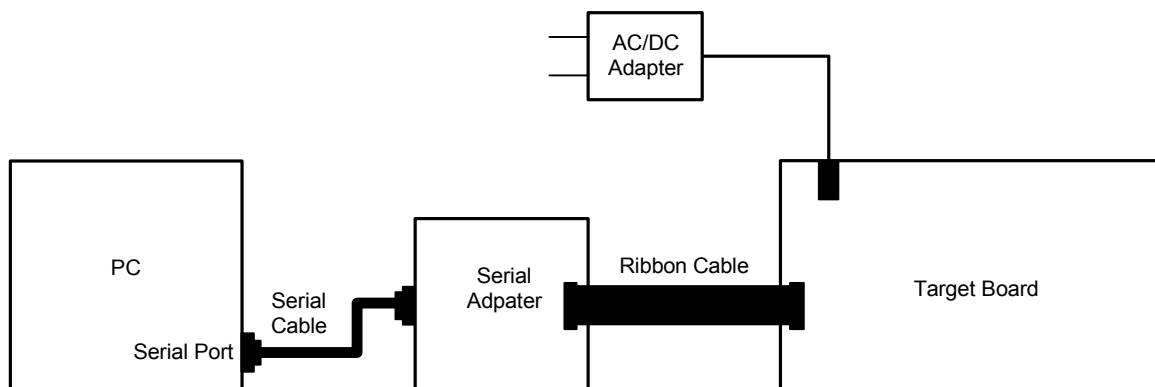 AC/DC
Adapter
PC
Serial
Cable
Serial Port
Serial
Adpater
Ribbon Cable
Target Board